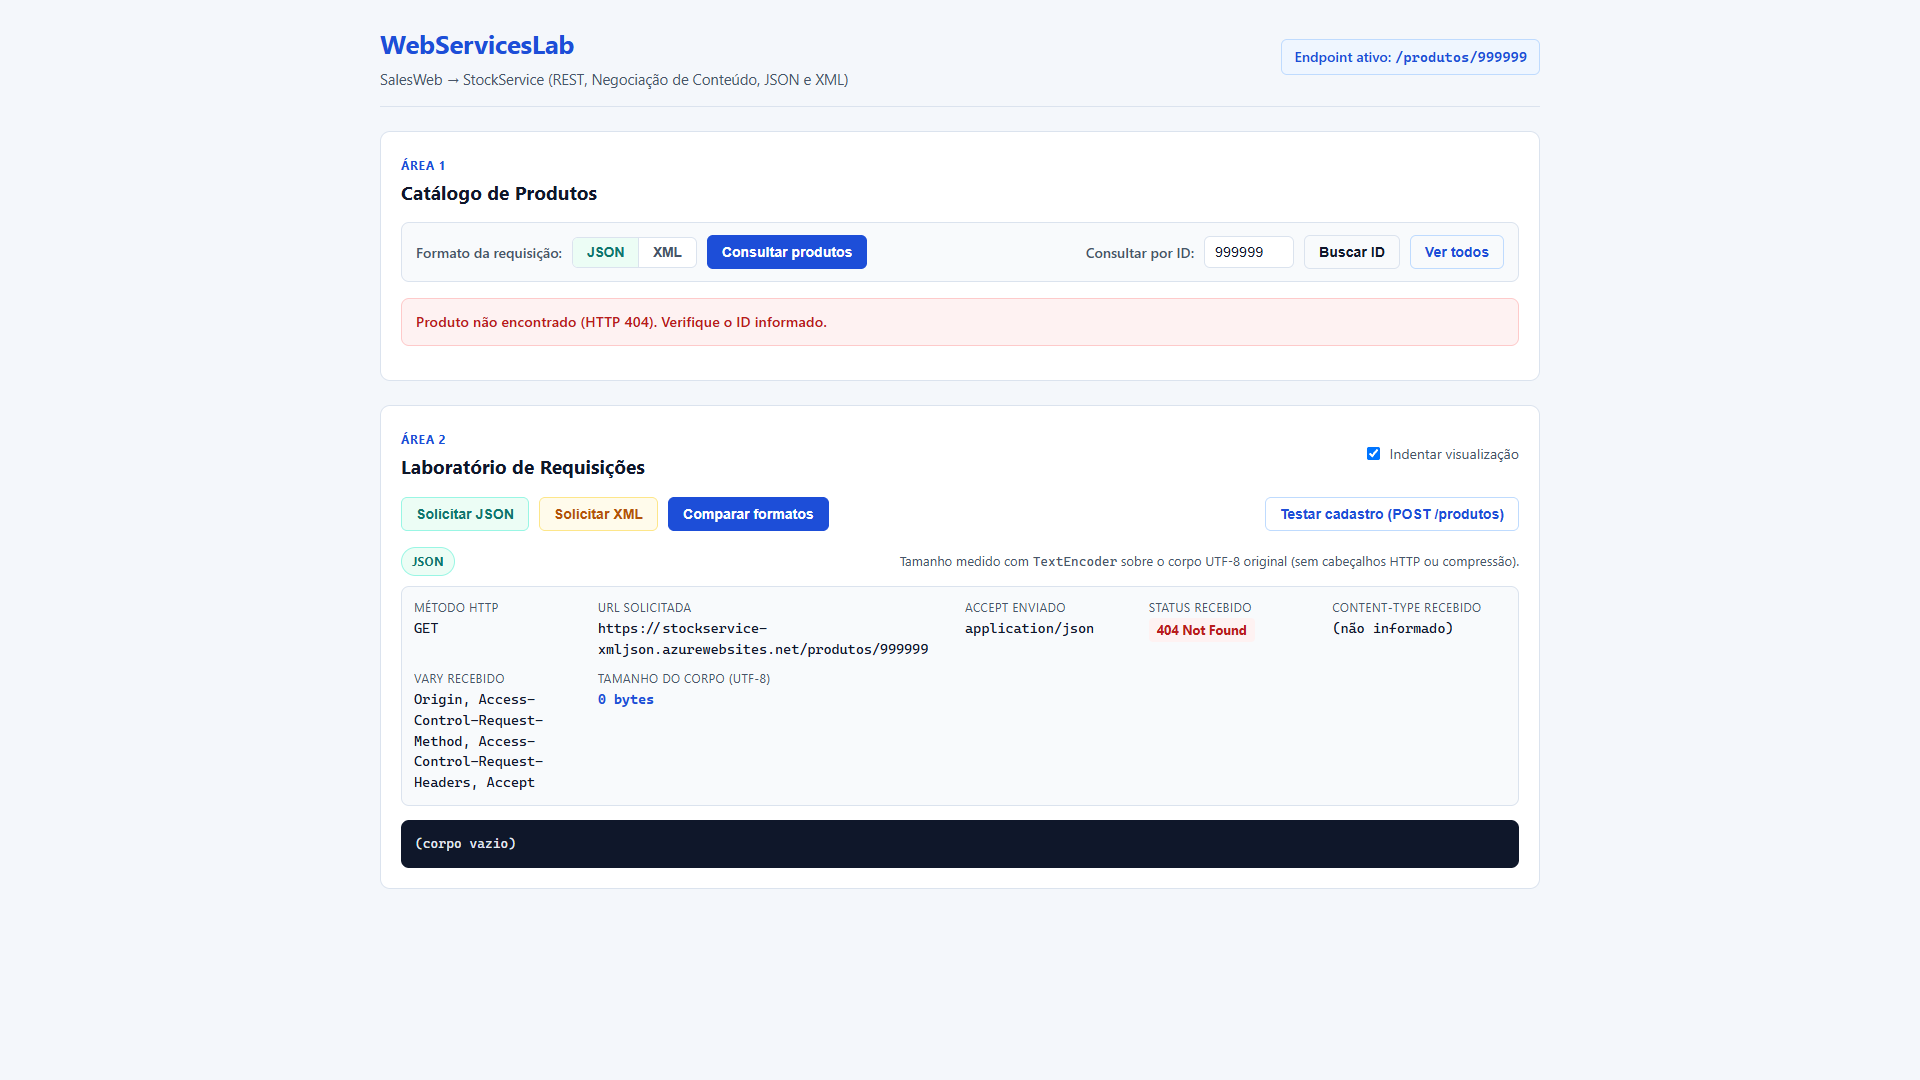 WebServicesLab
SalesWeb → StockService (REST, Negociação de Conteúdo, JSON e XML)
Endpoint ativo: /produtos/999999
ÁREA 1
Catálogo de Produtos
Formato da requisição: JSON XML Consultar produtos Consultar por ID: 999999 Buscar ID Ver todos
Produto não encontrado (HTTP 404). Verifique o ID informado.
ÁREA 2
Laboratório de Requisições
Indentar visualização
Solicitar JSON Solicitar XML Comparar formatos Testar cadastro (POST /produtos)
JSON Tamanho medido com TextEncoder sobre o corpo UTF-8 original (sem cabeçalhos HTTP ou compressão).
MÉTODO HTTP
GET
URL SOLICITADA
https://stockservice-
xmljson.azurewebsites.net/produtos/999999
ACCEPT ENVIADO
application/json
STATUS RECEBIDO
404 Not Found
CONTENT-TYPE RECEBIDO
(não informado)
VARY RECEBIDO
Origin, Access-
Control-Request-
Method, Access-
Control-Request-
Headers, Accept
TAMANHO DO CORPO (UTF-8)
0 bytes
(corpo vazio)